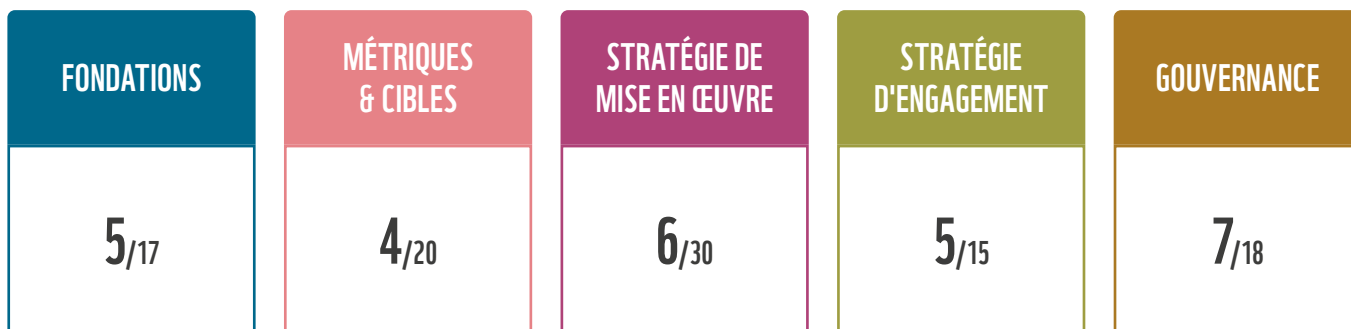 FONDATIONS
5/17
MÉTRIQUES
& CIBLES
4/20
STRATÉGIE DE
MISE EN ŒUVRE
6/30
STRATÉGIE
D'ENGAGEMENT
5/15
GOUVERNANCE
7/18